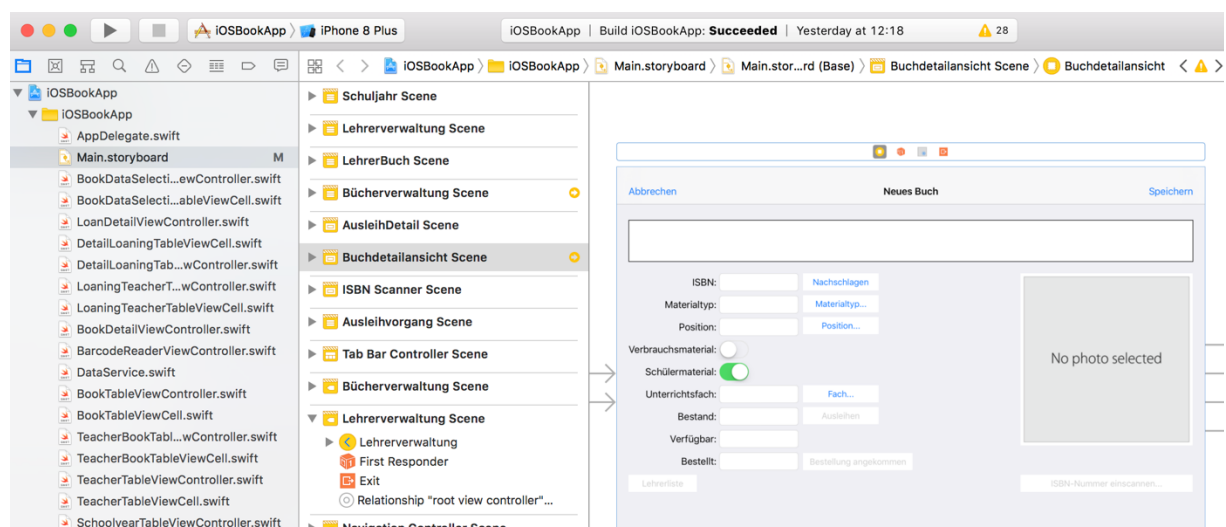 iOSBookApp 〉 iPhone 8 Plus
iOSBookApp | Build iOSBookApp: Succeeded | Yesterday at 12:18
28
iOSBookApp 〉 iOSBookApp 〉 Main.storyboard 〉 Main.stor...rd (Base) 〉 Buchdetailansicht Scene 〉 Buchdetailansicht
iOSBookApp
iOSBookApp
AppDelegate.swift
Main.storyboard M
BookDataSelecti...ewController.swift
BookDataSelecti...ableViewCell.swift
LoanDetailViewController.swift
DetailLoaningTableViewCell.swift
DetailLoaningTab...wController.swift
LoaningTeacherT...wController.swift
LoaningTeacherTableViewCell.swift
BookDetailViewController.swift
BarcodeReaderViewController.swift
DataService.swift
BookTableViewController.swift
BookTableViewCell.swift
TeacherBookTabl...wController.swift
TeacherBookTableViewCell.swift
TeacherTableViewController.swift
TeacherTableViewCell.swift
SchoolyearTableViewController.swift
Schuljahr Scene
Lehrerverwaltung Scene
LehrerBuch Scene
Bücherverwaltung Scene
AusleihDetail Scene
Buchdetailansicht Scene
ISBN Scanner Scene
Ausleihvorgang Scene
Tab Bar Controller Scene
Bücherverwaltung Scene
Lehrerverwaltung Scene
Lehrerverwaltung
First Responder
Exit
Relationship "root view controller"...
Navigation Controller Scene
Abbrechen Neues Buch Speichern
ISBN: Nachschlagen
Materialtyp: Materialtyp...
Position: Position...
Verbrauchsmaterial:
Schülermaterial:
Unterrichtsfach: Fach...
Bestand: Ausleihen
Verfügbar:
Bestellt: Bestellung angekommen
Lehrerliste
No photo selected
ISBN-Nummer einscannen...